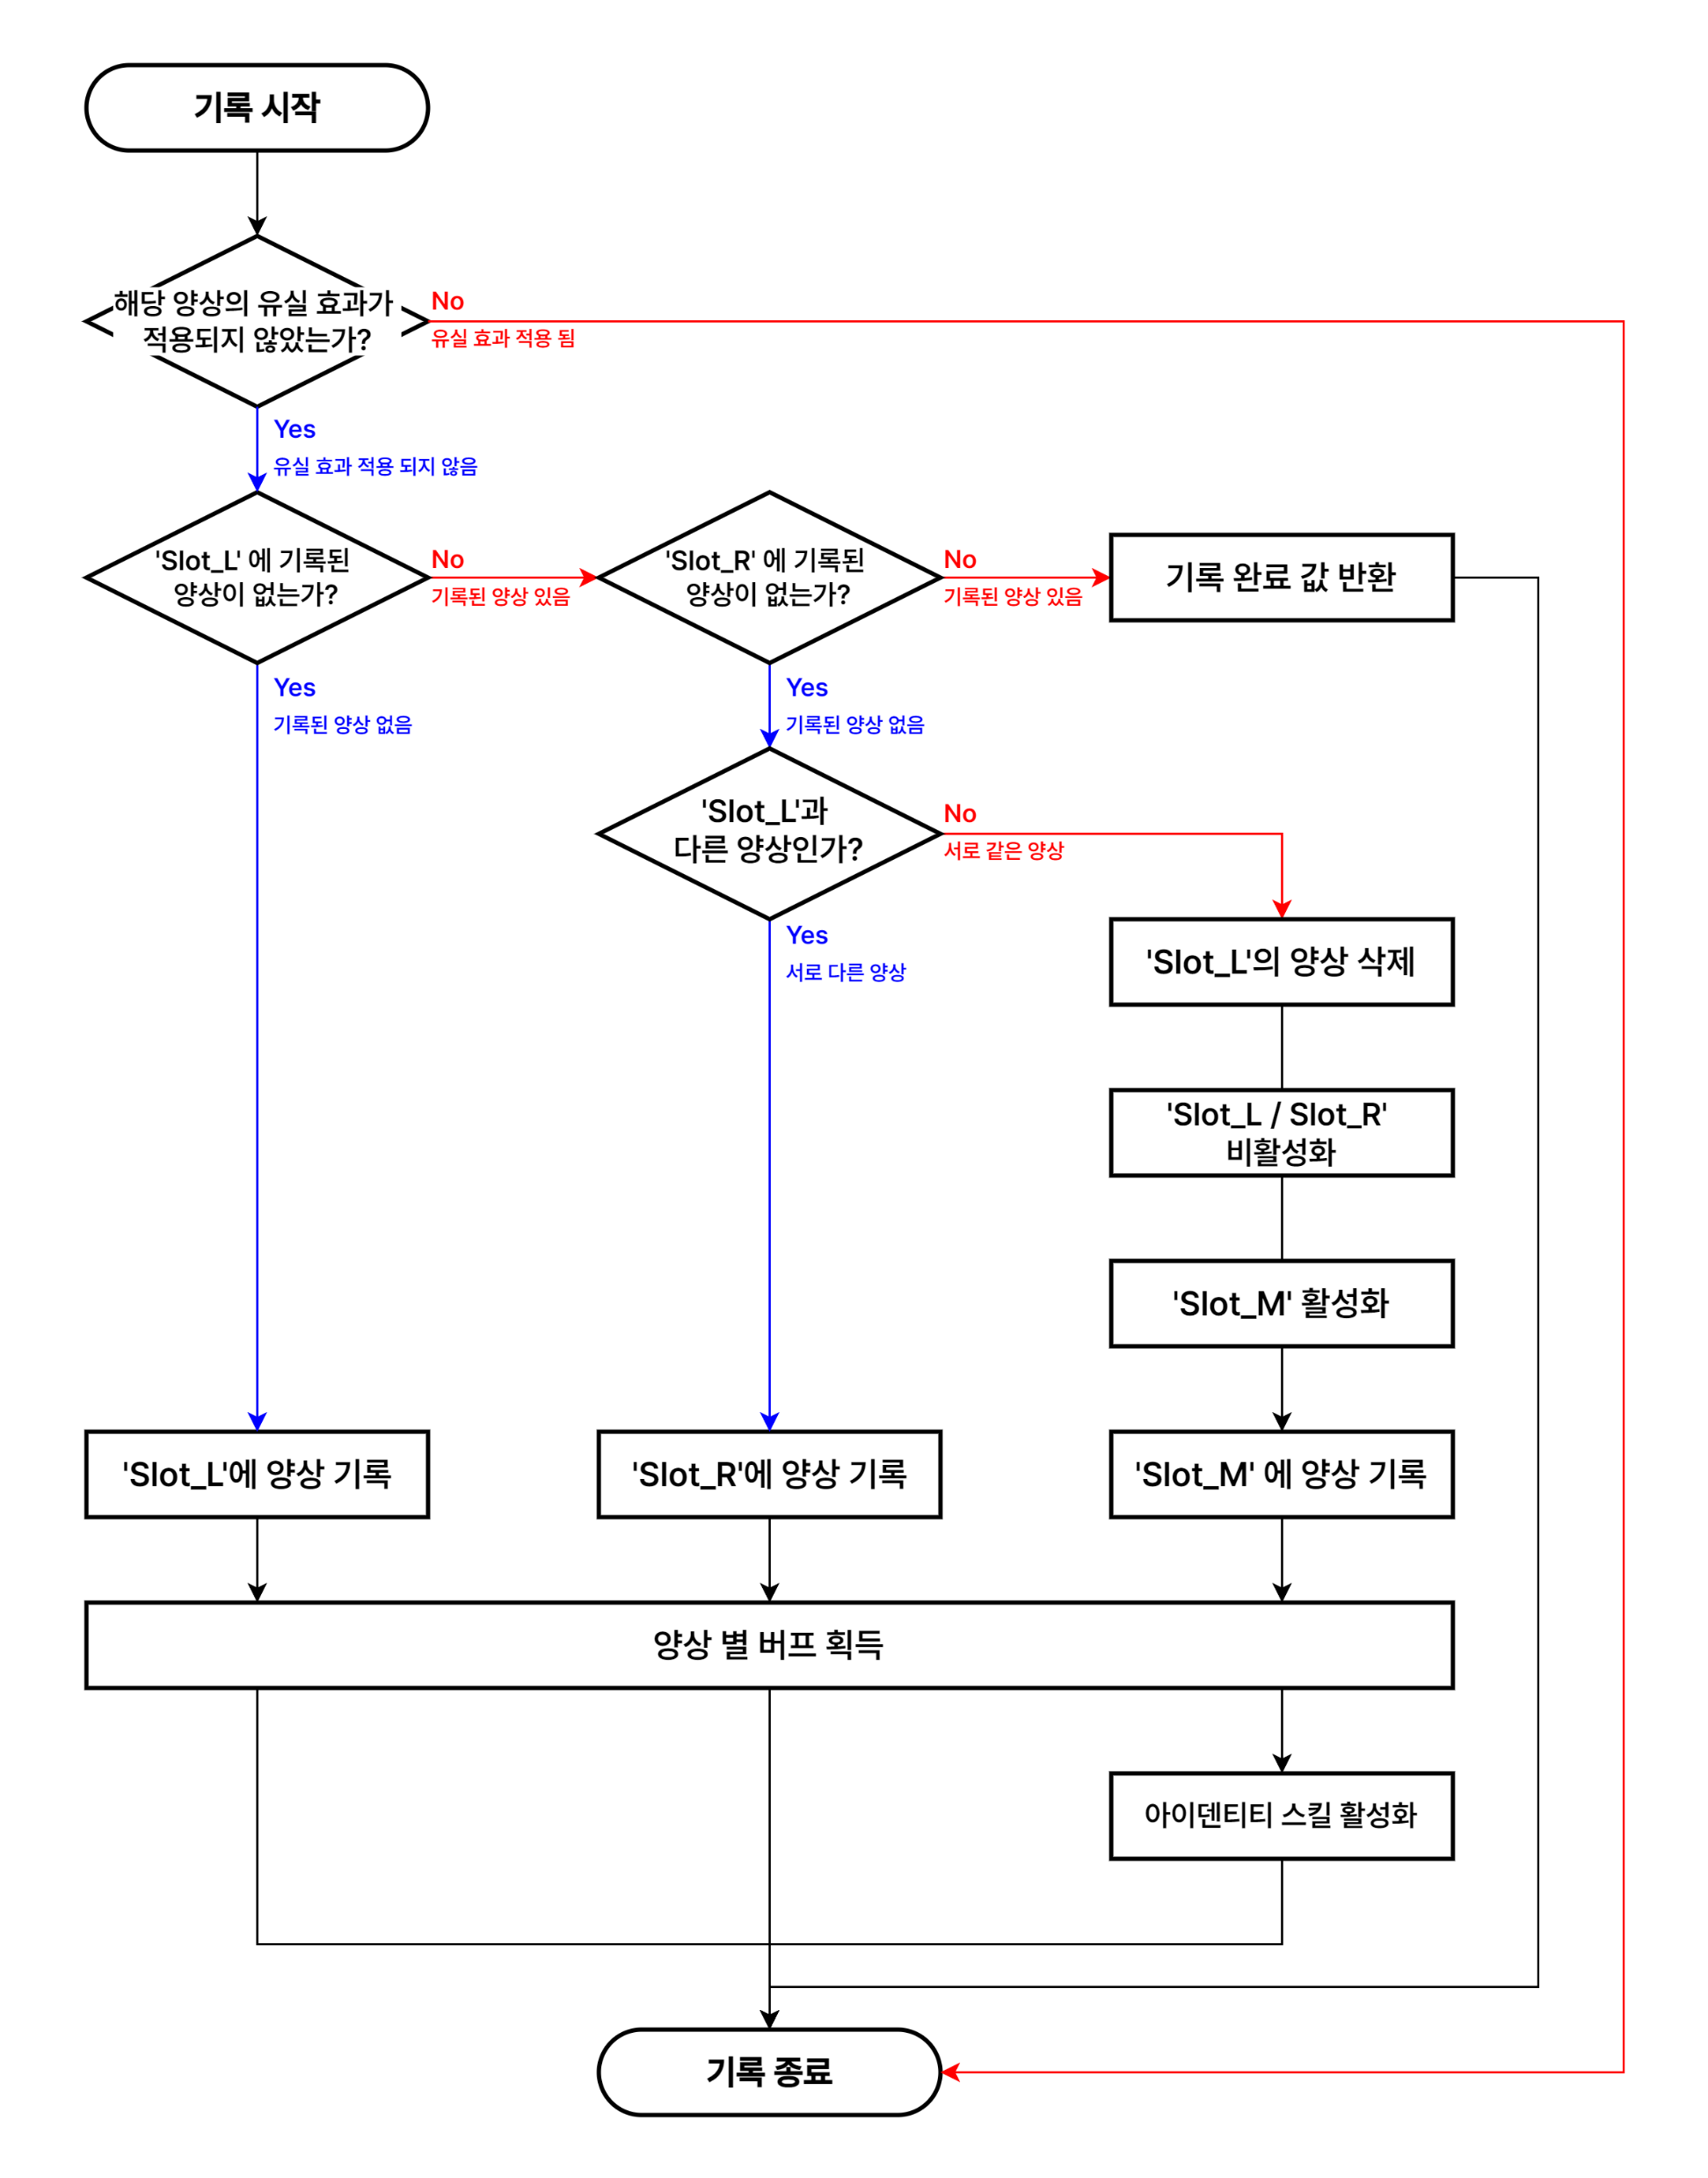 기록 시작
해당 양상의 유실 효과가
적용되지 않았는가?
No
유실 효과 적용 됨
Yes
유실 효과 적용 되지 않음
'Slot_L' 에 기록된
양상이 없는가?
No
기록된 양상 있음
'Slot_R' 에 기록된
양상이 없는가?
No
기록된 양상 있음
기록 완료 값 반환
Yes
기록된 양상 없음
Yes
기록된 양상 없음
'Slot_L'과
다른 양상인가?
No
서로 같은 양상
Yes
서로 다른 양상
'Slot_L'의 양상 삭제
'Slot_L / Slot_R'
비활성화
'Slot_M' 활성화
'Slot_L'에 양상 기록
'Slot_R'에 양상 기록
'Slot_M' 에 양상 기록
양상 별 버프 획득
아이덴티티 스킬 활성화
기록 종료